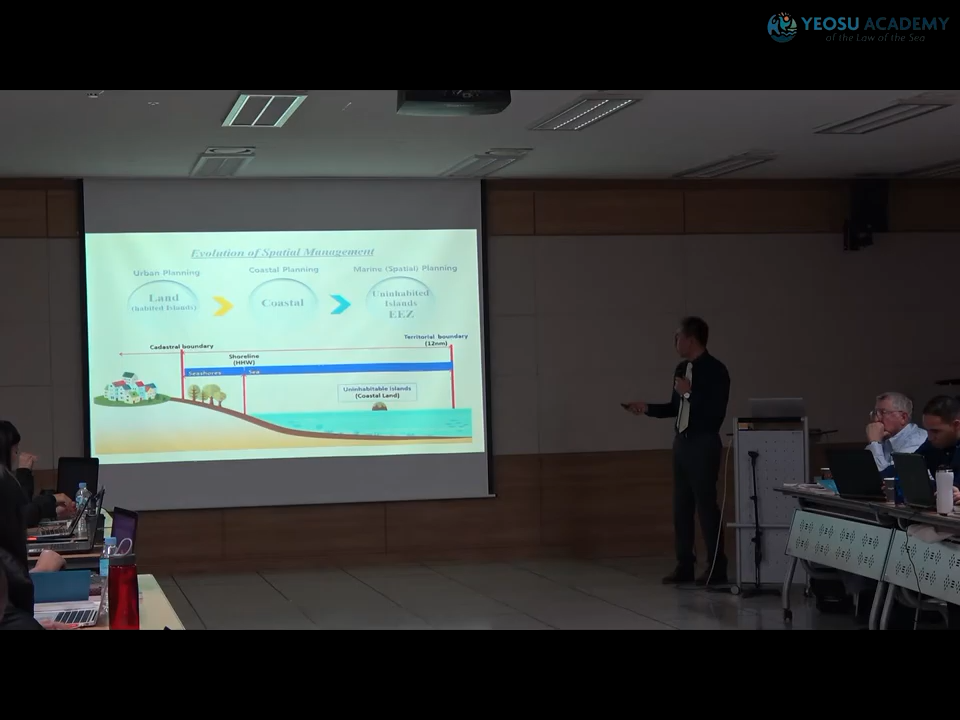 YEOSU ACADEMY
of the Law of the Sea
Evolution of Spatial Management
Urban Planning
Coastal Planning
Marine (Spatial) Planning
Land
(habited Islands)
Coastal
Uninhabited
Islands
EEZ
Cadastral boundary
Territorial boundary
(12nm)
Shoreline
(HHW)
Seashores
Sea
Uninhabitable Islands
(Coastal Land)